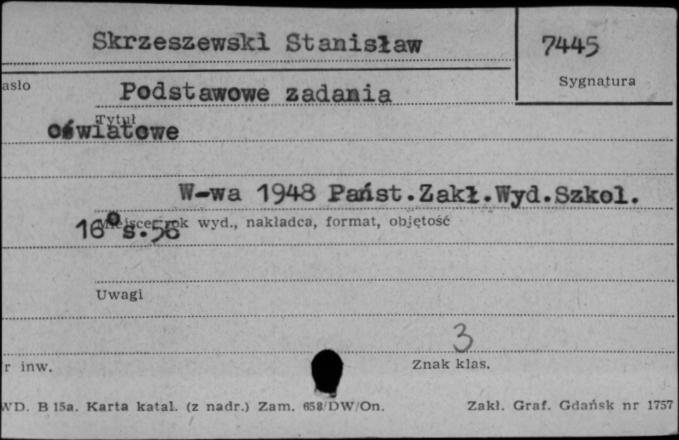 Skrzeszewski Stanisław
7445
Sygnatura
asło
Podstawowe zadania
Tytuł
oświatowe
W-wa 1948 Państ.Zakł.Wyd.Szkol.
Miejsce, rok wyd., nakładca, format, objętość
16° s.56
Uwagi
3
r inw.
Znak klas.
WD. B 15a. Karta katal. (z nadr.) Zam. 658/DW/On.
Zakł. Graf. Gdańsk nr 1757